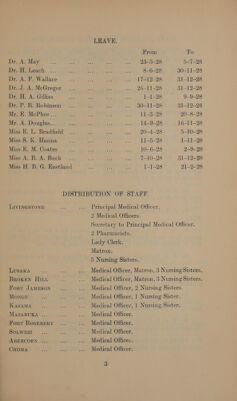 LEAVE.
From To
Dr. A. May ... ... ... ... 23-5-28 5-7-28
Dr. H. Leach ... ... ... ... 8-6-28 30-11-28
Dr. A. F. Wallace ... ... ... 17-12-28 31-12-28
Dr. J. A. McGregor ... ... ... 26-11-28 31-12-28
Dr. H. A. Gilkes ... ... ... 1-1-28 9-9-28
Dr. P. B. Robinson ... ... ... 30-11-28 31-12-28
Mr. E. McPhee ... ... ... ... 11-3-28 20-8-28
Mr. A. Douglas ... ... ... ... 14-9-28 16-11-28
Miss E. L. Bradfield ... ... ... 20-4-28 5-10-28
Miss S. K. Hanna ... ... ... 11-5-28 1-11-28
Miss E. M. Coates ... ... ... 10-6-28 2-9-28
Miss A. B. A. Buck ... ... ... 7-10-28 31-12-28
Miss H. B. G. Eastland ... ... ... 1-1-28 21-2-28
DISTRIBUTION OF STAFF.
LIVINGSTONE ... ... Principal Medical Officer.
2 Medical Officers.
Secretary to Principal Medical Officer.
2 Pharmacists.
Lady Clerk.
Matron.
5 Nursing Sisters.
LUSAKA ... ... Medical Officer, Matron, 3 Nursing Sisters.
BROKEN HILL ... ... Medical Officer, Matron, 3 Nursing Sisters.
FORT JAMESON ... ... Medical Officer, 2 Nursing Sisters.
MONGU ... ... Medical Officer, 1 Nursing Sister.
KASAMA ... ... Medical Officer, 1 Nursing Sister.
MAZABUKA ... ... Medical Officer.
FORT ROSEBERY ... ... Medical Officer.
SOLWEZI ... ... Medical Officer.
ABERCORN ... ... Medical Officer.
CHOMA ... ... Medical Officer.
3